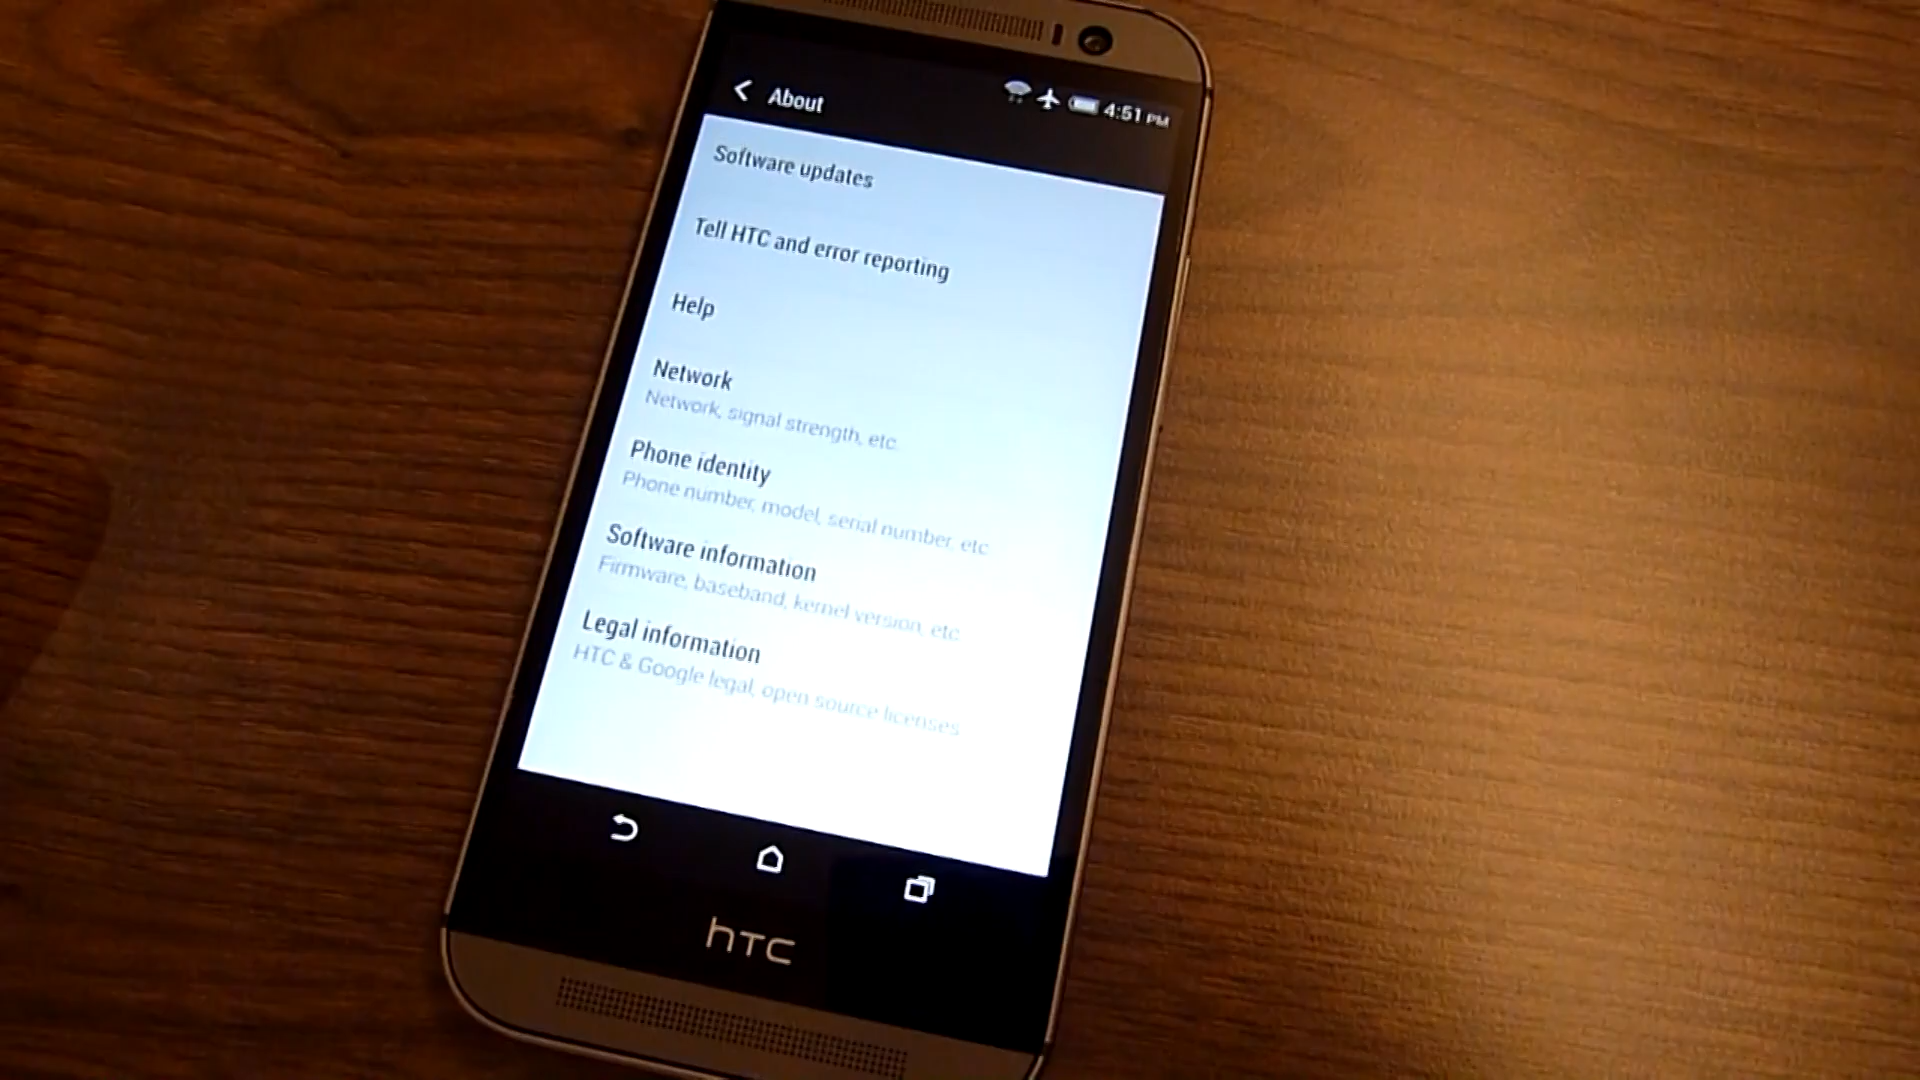 About
4:51 PM
Software updates
Tell HTC and error reporting
Help
Network
Network, signal strength, etc.
Phone identity
Phone number, model, serial number, etc
Software information
Firmware, baseband, kernel version, etc
Legal information
HTC & Google legal, open source licenses
hTC